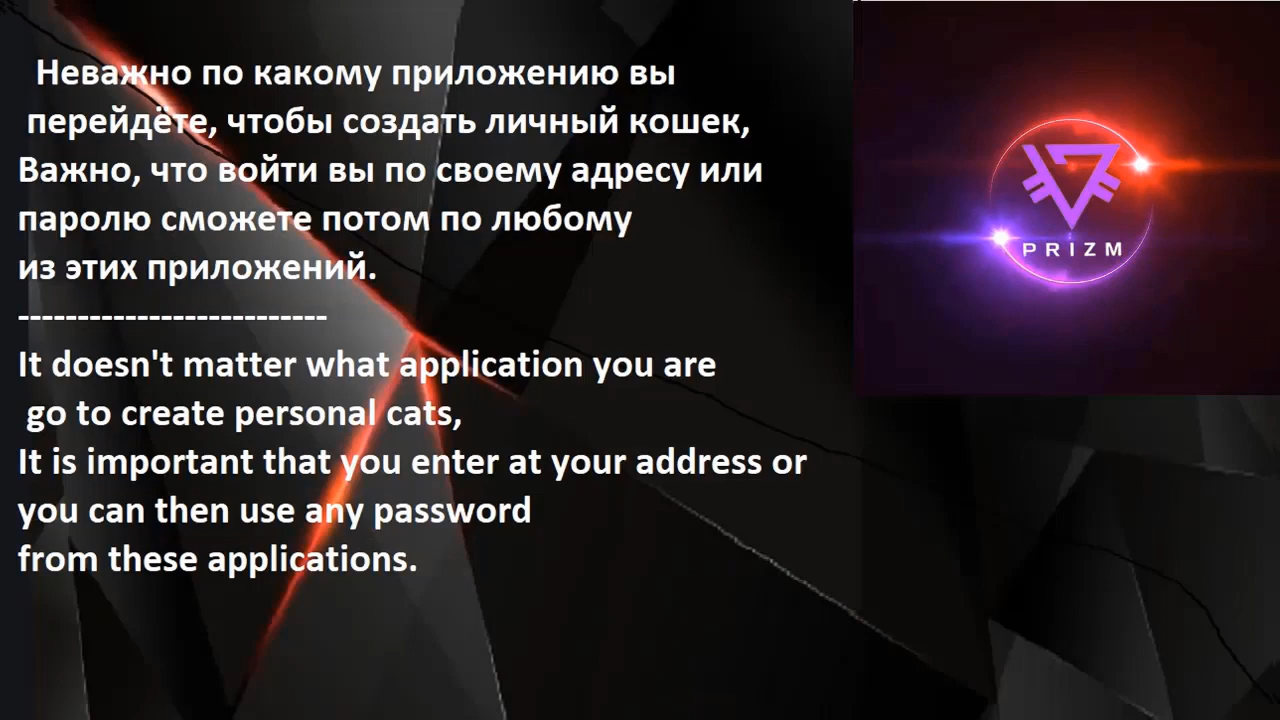 Неважно по какому приложению вы
перейдёте, чтобы создать личный кошек,
Важно, что войти вы по своему адресу или
паролю сможете потом по любому
из этих приложений.
--------------------------
It doesn't matter what application you are
go to create personal cats,
It is important that you enter at your address or
you can then use any password
from these applications.
PRIZM